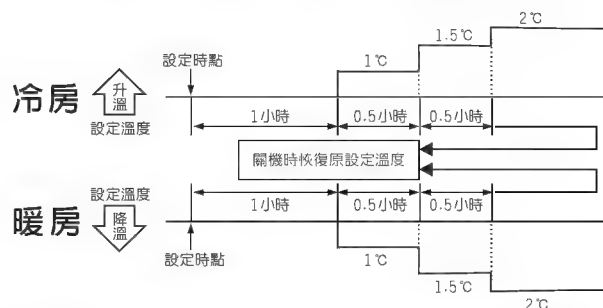 2℃
1.5℃
1℃
設定時點
冷房
升溫
設定溫度
1小時
0.5小時
0.5小時
關機時恢復原設定溫度
設定溫度
暖房
降溫
1小時
0.5小時
0.5小時
設定時點
1℃
1.5℃
2℃